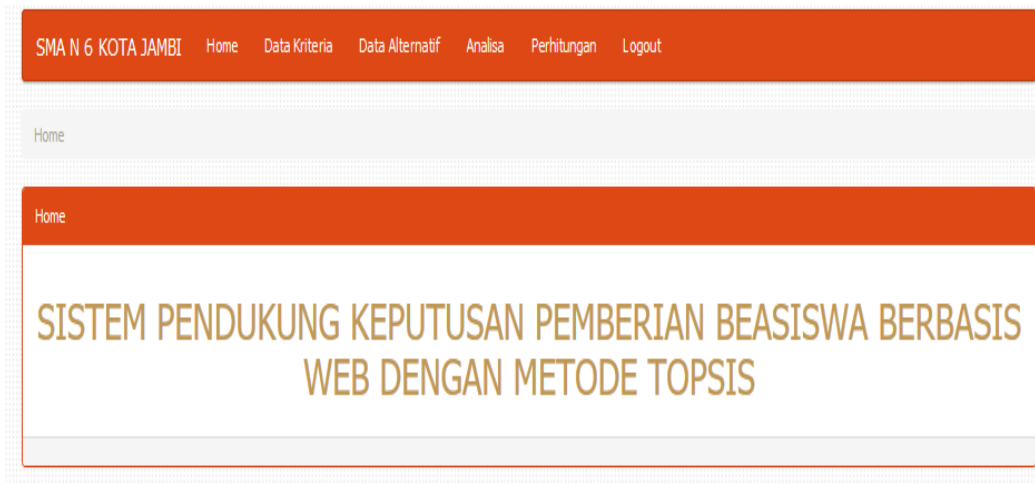 SMA N 6 KOTA JAMBI Home Data Kriteria Data Alternatif Analisa Perhitungan Logout
Home
Home
SISTEM PENDUKUNG KEPUTUSAN PEMBERIAN BEASISWA BERBASIS
WEB DENGAN METODE TOPSIS